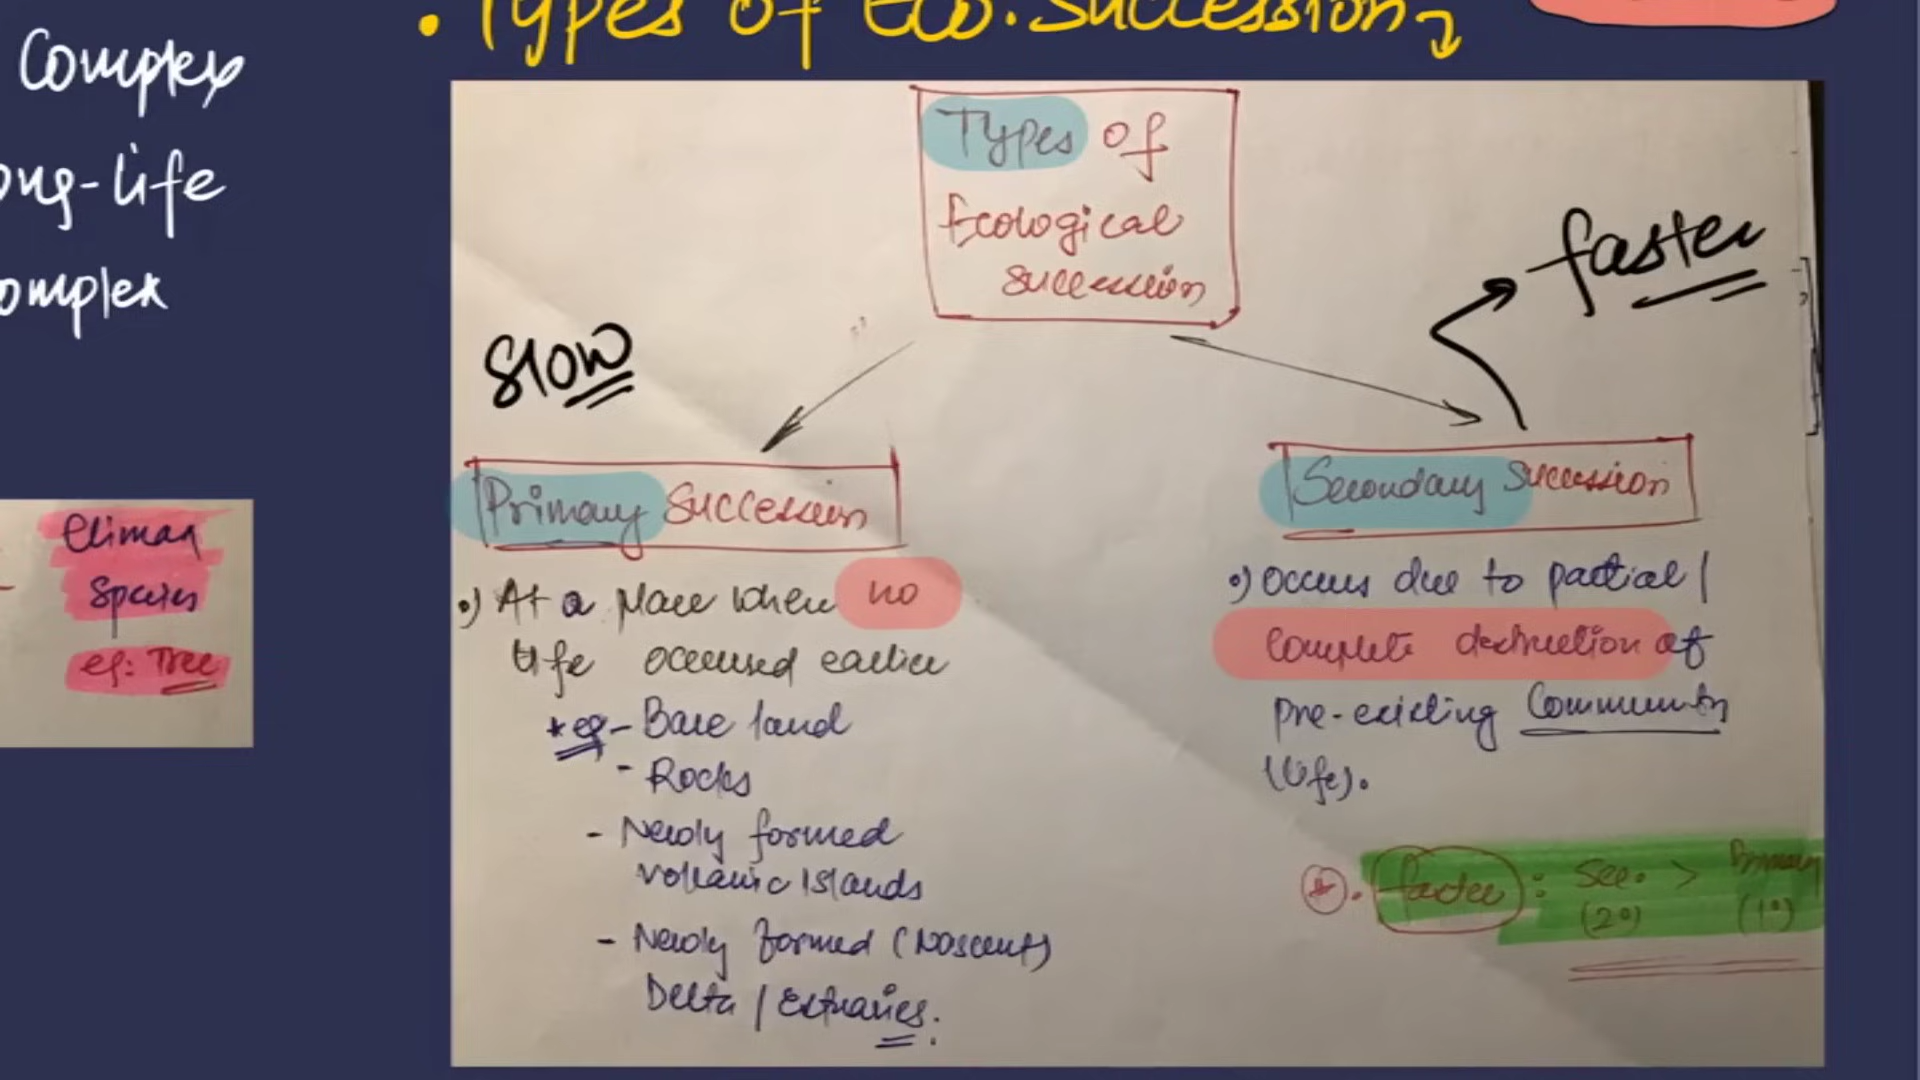 • Types of Eco. Succession
Complex
ong-life
omplex
Climax
Species
eg: Tree
Types of
Ecological
Succession
Slow
faster
Primary Succession
•) At a place where no
life occured earlier
* eg - Bare land
- Rocks
- Newly formed
volcanic Islands
- Newly formed (Nascent)
Delta / Estuaries.
Secondary Succession
•) occurs due to partial /
complete destruction of
pre-existing Community
(life).
*. faster : Sec. > Primary
(2°) (1°)